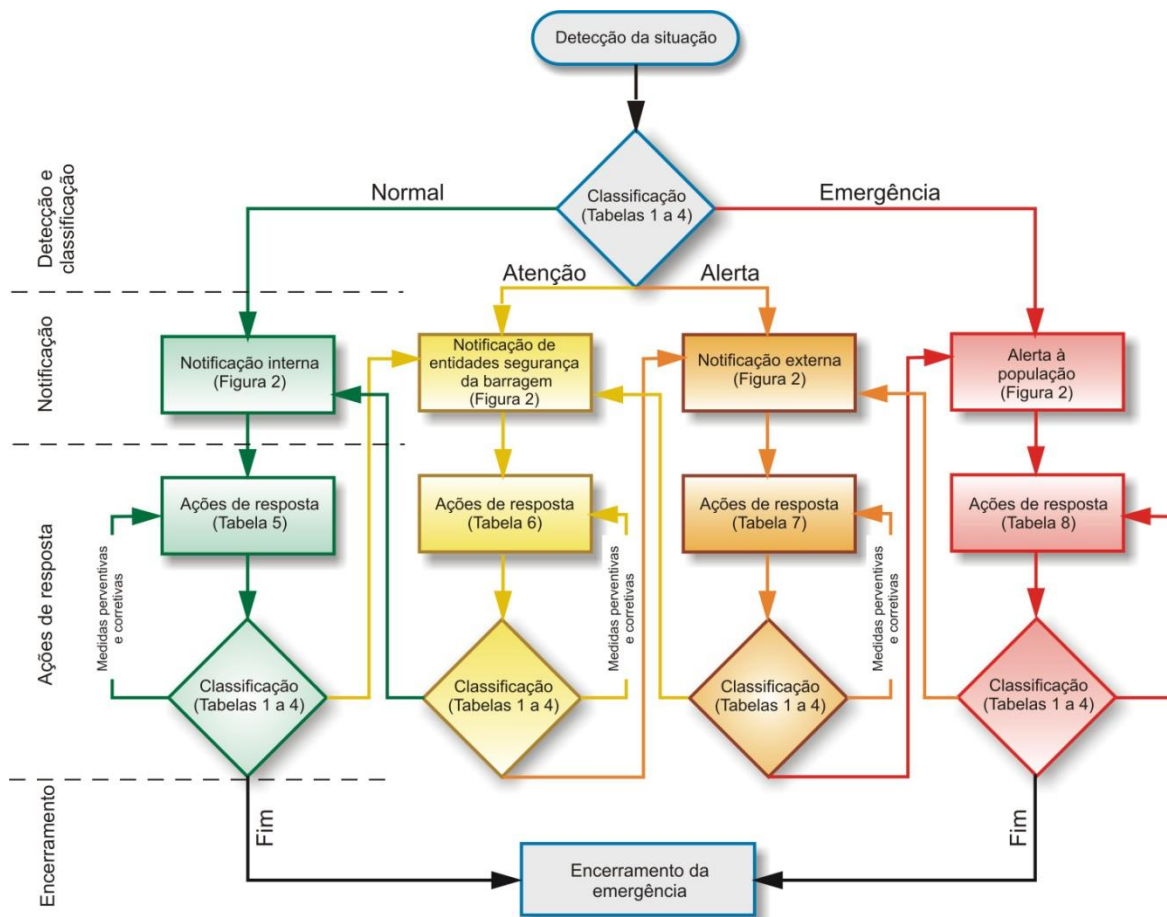 Detecção da situação
Detecção e
classificação
Normal
Classificação
(Tabelas 1 a 4)
Emergência
Atenção
Alerta
Notificação
Notificação interna
(Figura 2)
Notificação de
entidades segurança
da barragem
(Figura 2)
Notificação externa
(Figura 2)
Alerta à
população
(Figura 2)
Ações de resposta
Ações de resposta
(Tabela 5)
Ações de resposta
(Tabela 6)
Ações de resposta
(Tabela 7)
Ações de resposta
(Tabela 8)
Medidas perventivas
e corretivas
Medidas perventivas
e corretivas
Medidas perventivas
e corretivas
Classificação
(Tabelas 1 a 4)
Classificação
(Tabelas 1 a 4)
Classificação
(Tabelas 1 a 4)
Classificação
(Tabelas 1 a 4)
Encerramento
Fim
Fim
Encerramento da
emergência